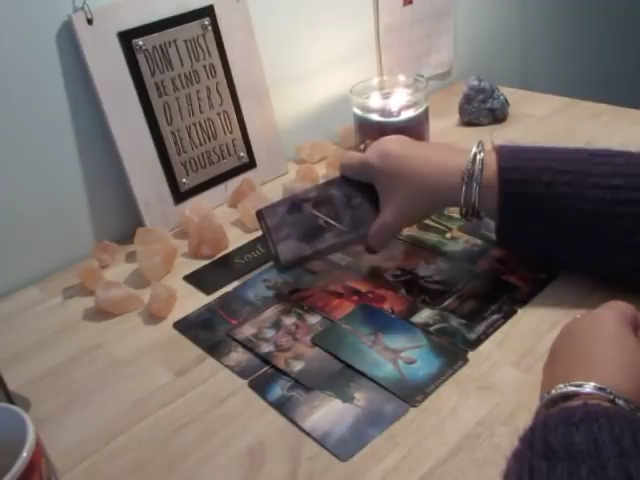 DON'T JUST
BE KIND TO
OTHERS
BE KIND TO
YOURSELF
Soul